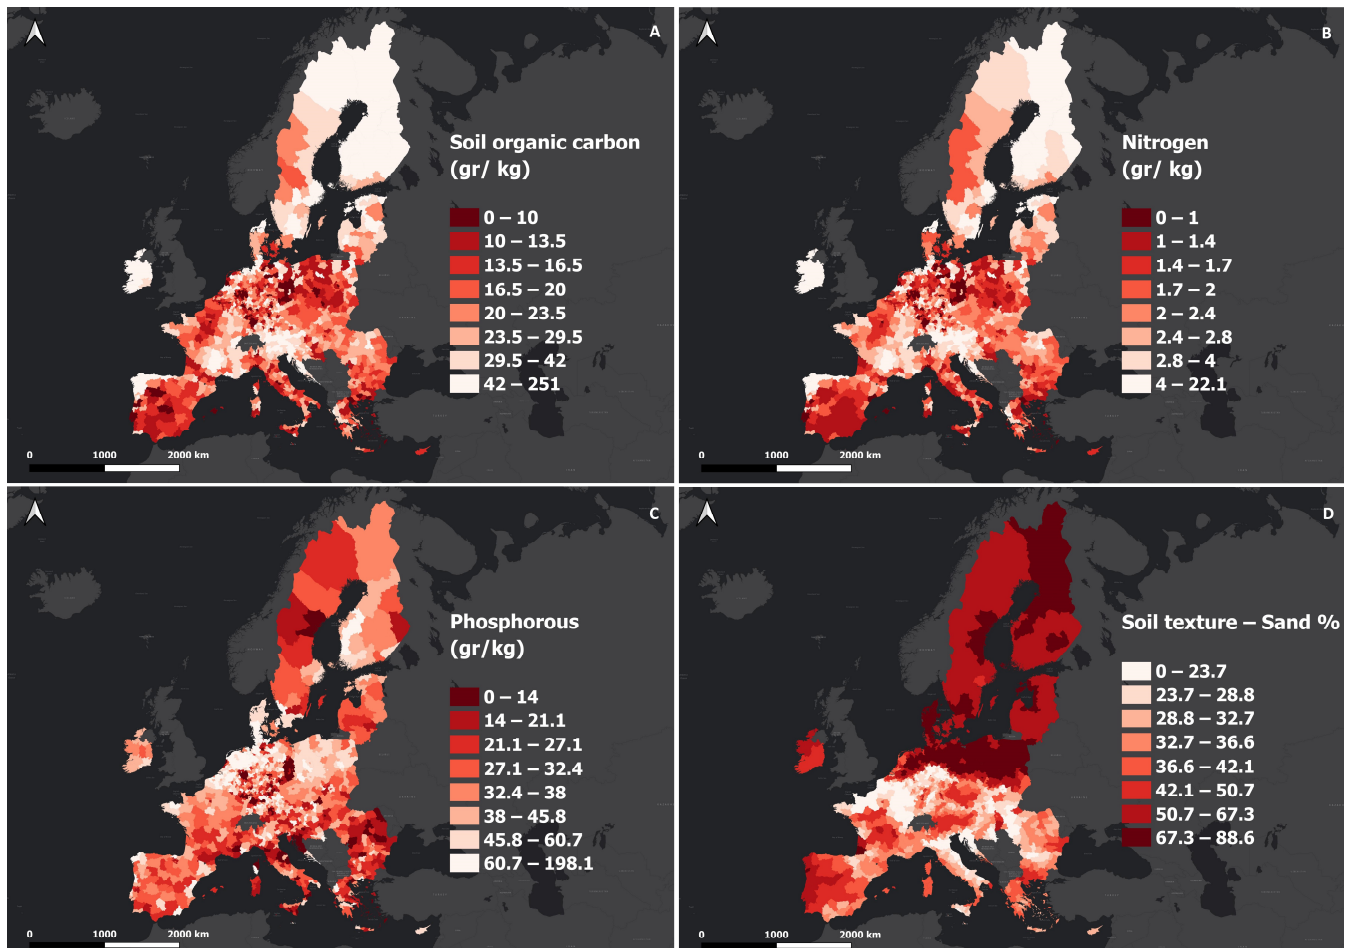 A
Soil organic carbon
(gr/ kg)
0 – 10
10 – 13.5
13.5 – 16.5
16.5 – 20
20 – 23.5
23.5 – 29.5
29.5 – 42
42 – 251
0 1000 2000 km
B
Nitrogen
(gr/ kg)
0 – 1
1 – 1.4
1.4 – 1.7
1.7 – 2
2 – 2.4
2.4 – 2.8
2.8 – 4
4 – 22.1
0 1000 2000 km
C
Phosphorous
(gr/kg)
0 – 14
14 – 21.1
21.1 – 27.1
27.1 – 32.4
32.4 – 38
38 – 45.8
45.8 – 60.7
60.7 – 198.1
0 1000 2000 km
D
Soil texture – Sand %
0 – 23.7
23.7 – 28.8
28.8 – 32.7
32.7 – 36.6
36.6 – 42.1
42.1 – 50.7
50.7 – 67.3
67.3 – 88.6
0 1000 2000 km